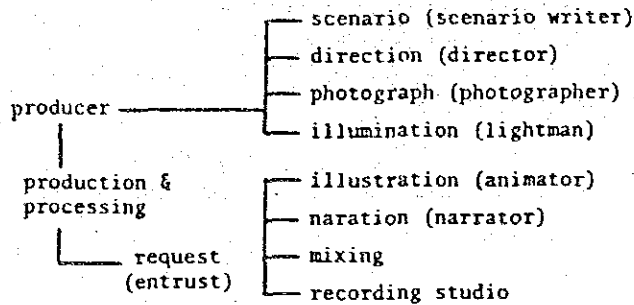 scenario (scenario writer)
direction (director)
producer
photograph (photographer)
illumination (lightman)
production &
processing
illustration (animator)
naration (narrator)
request
(entrust)
mixing
recording studio